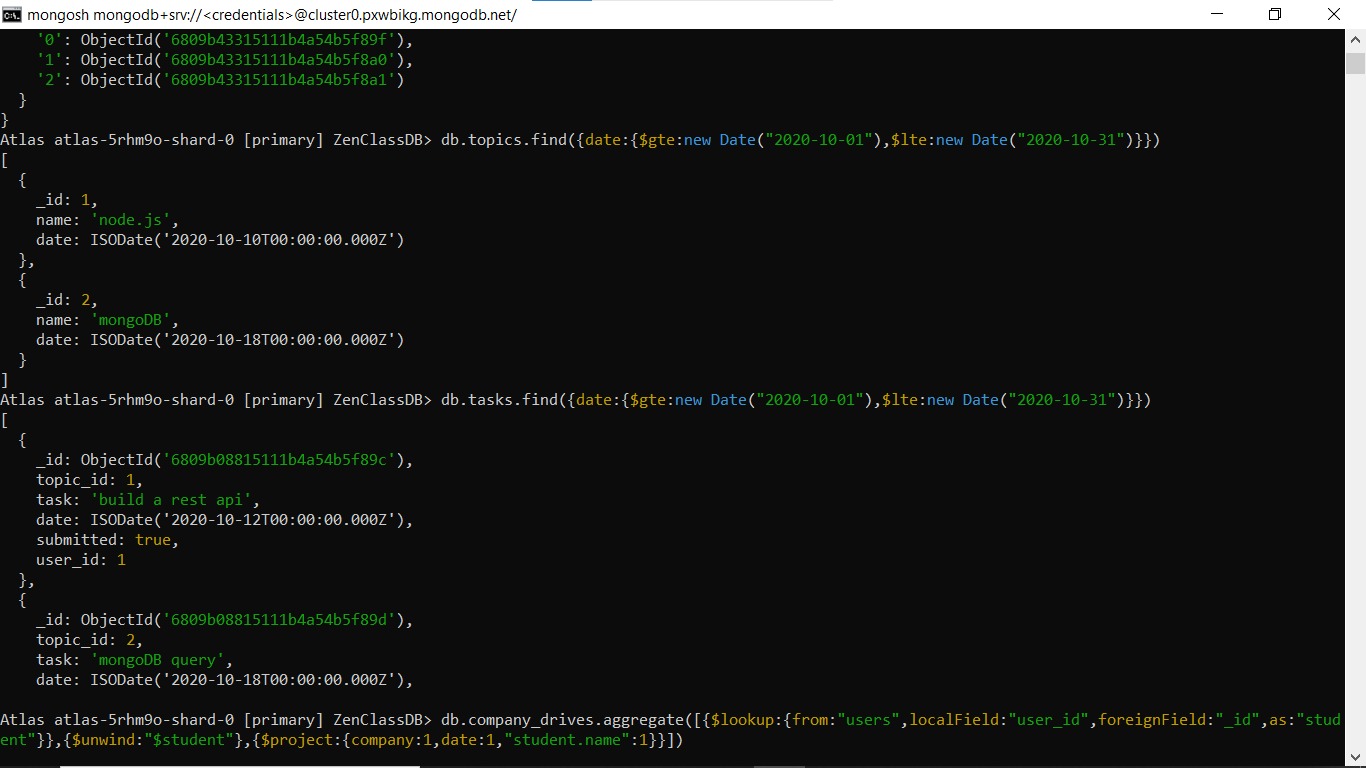 mongosh mongodb+srv://<credentials>@cluster0.pxwbikg.mongodb.net/
'0': ObjectId('6809b43315111b4a54b5f89f'),
'1': ObjectId('6809b43315111b4a54b5f8a0'),
'2': ObjectId('6809b43315111b4a54b5f8a1')
}
}
Atlas atlas-5rhm9o-shard-0 [primary] ZenClassDB> db.topics.find({date:{$gte:new Date("2020-10-01"),$lte:new Date("2020-10-31")}})
[
{
_id: 1,
name: 'node.js',
date: ISODate('2020-10-10T00:00:00.000Z')
},
{
_id: 2,
name: 'mongoDB',
date: ISODate('2020-10-18T00:00:00.000Z')
}
]
Atlas atlas-5rhm9o-shard-0 [primary] ZenClassDB> db.tasks.find({date:{$gte:new Date("2020-10-01"),$lte:new Date("2020-10-31")}})
[
{
_id: ObjectId('6809b08815111b4a54b5f89c'),
topic_id: 1,
task: 'build a rest api',
date: ISODate('2020-10-12T00:00:00.000Z'),
submitted: true,
user_id: 1
},
{
_id: ObjectId('6809b08815111b4a54b5f89d'),
topic_id: 2,
task: 'mongoDB query',
date: ISODate('2020-10-18T00:00:00.000Z'),
Atlas atlas-5rhm9o-shard-0 [primary] ZenClassDB> db.company_drives.aggregate([{$lookup:{from:"users",localField:"user_id",foreignField:"_id",as:"stud
ent"}},{$unwind:"$student"},{$project:{company:1,date:1,"student.name":1}}])